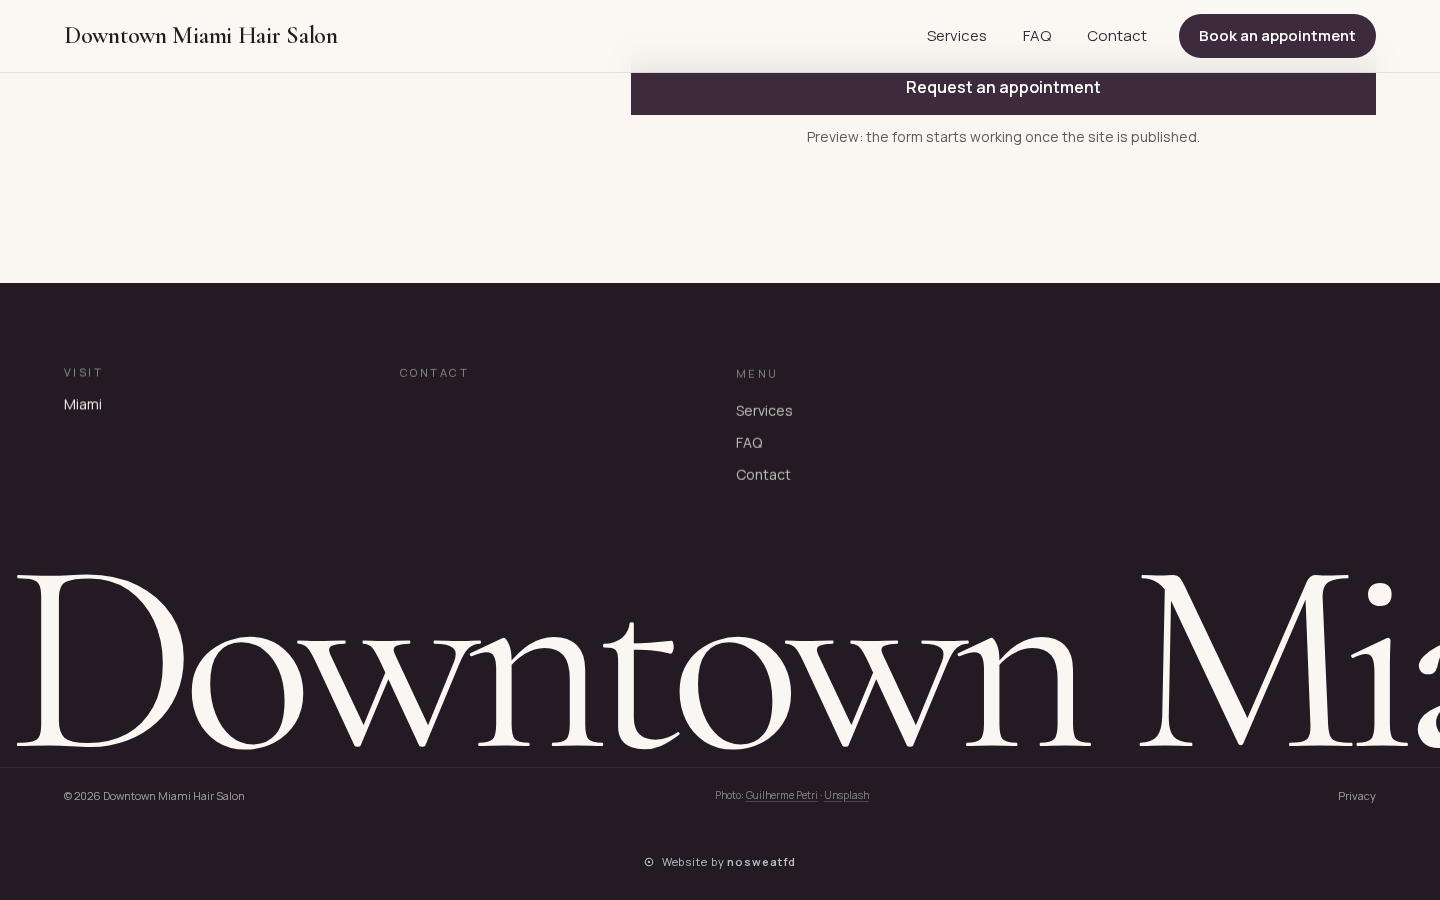 Downtown Miami Hair Salon
Services
FAQ
Contact
Book an appointment
Request an appointment
Preview: the form starts working once the site is published.
VISIT
Miami
CONTACT
MENU
Services
FAQ
Contact
Downtown Mia
© 2026 Downtown Miami Hair Salon
Photo: Guilherme Petri · Unsplash
Privacy
Website by nosweatfd